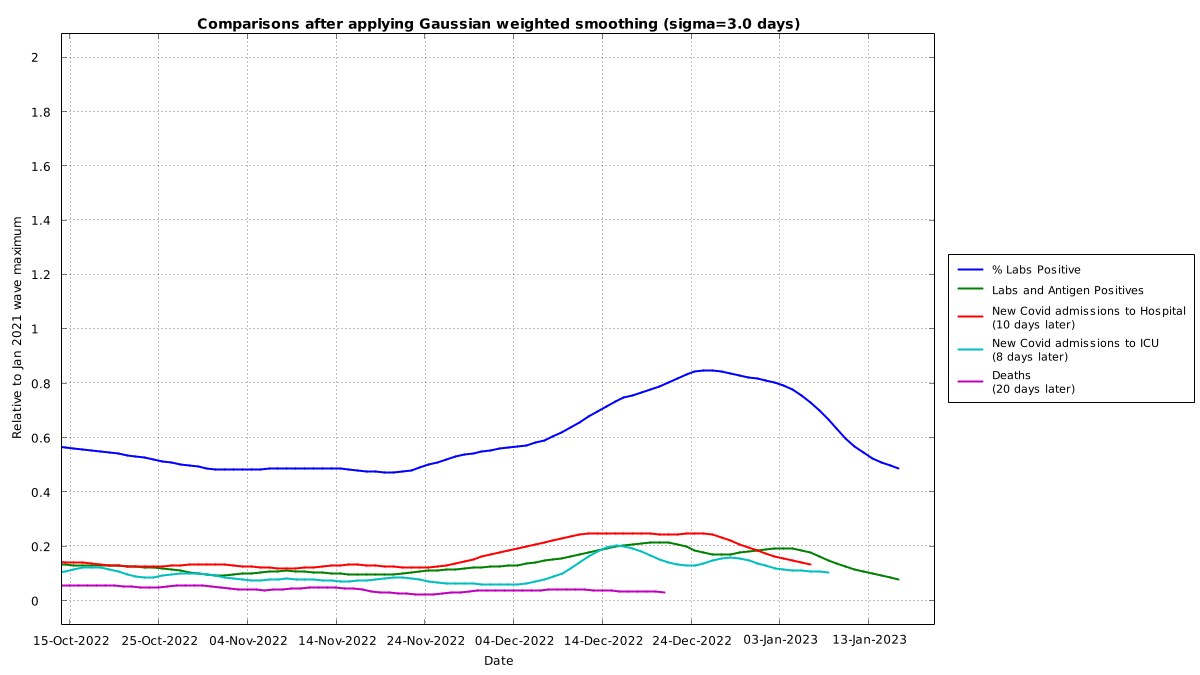 Comparisons after applying Gaussian weighted smoothing (sigma=3.0 days)
Relative to Jan 2021 wave maximum
2
1.8
1.6
1.4
1.2
1
0.8
0.6
0.4
0.2
0
15-Oct-2022 25-Oct-2022 04-Nov-2022 14-Nov-2022 24-Nov-2022 04-Dec-2022 14-Dec-2022 24-Dec-2022 03-Jan-2023 13-Jan-2023
Date
% Labs Positive
Labs and Antigen Positives
New Covid admissions to Hospital
(10 days later)
New Covid admissions to ICU
(8 days later)
Deaths
(20 days later)